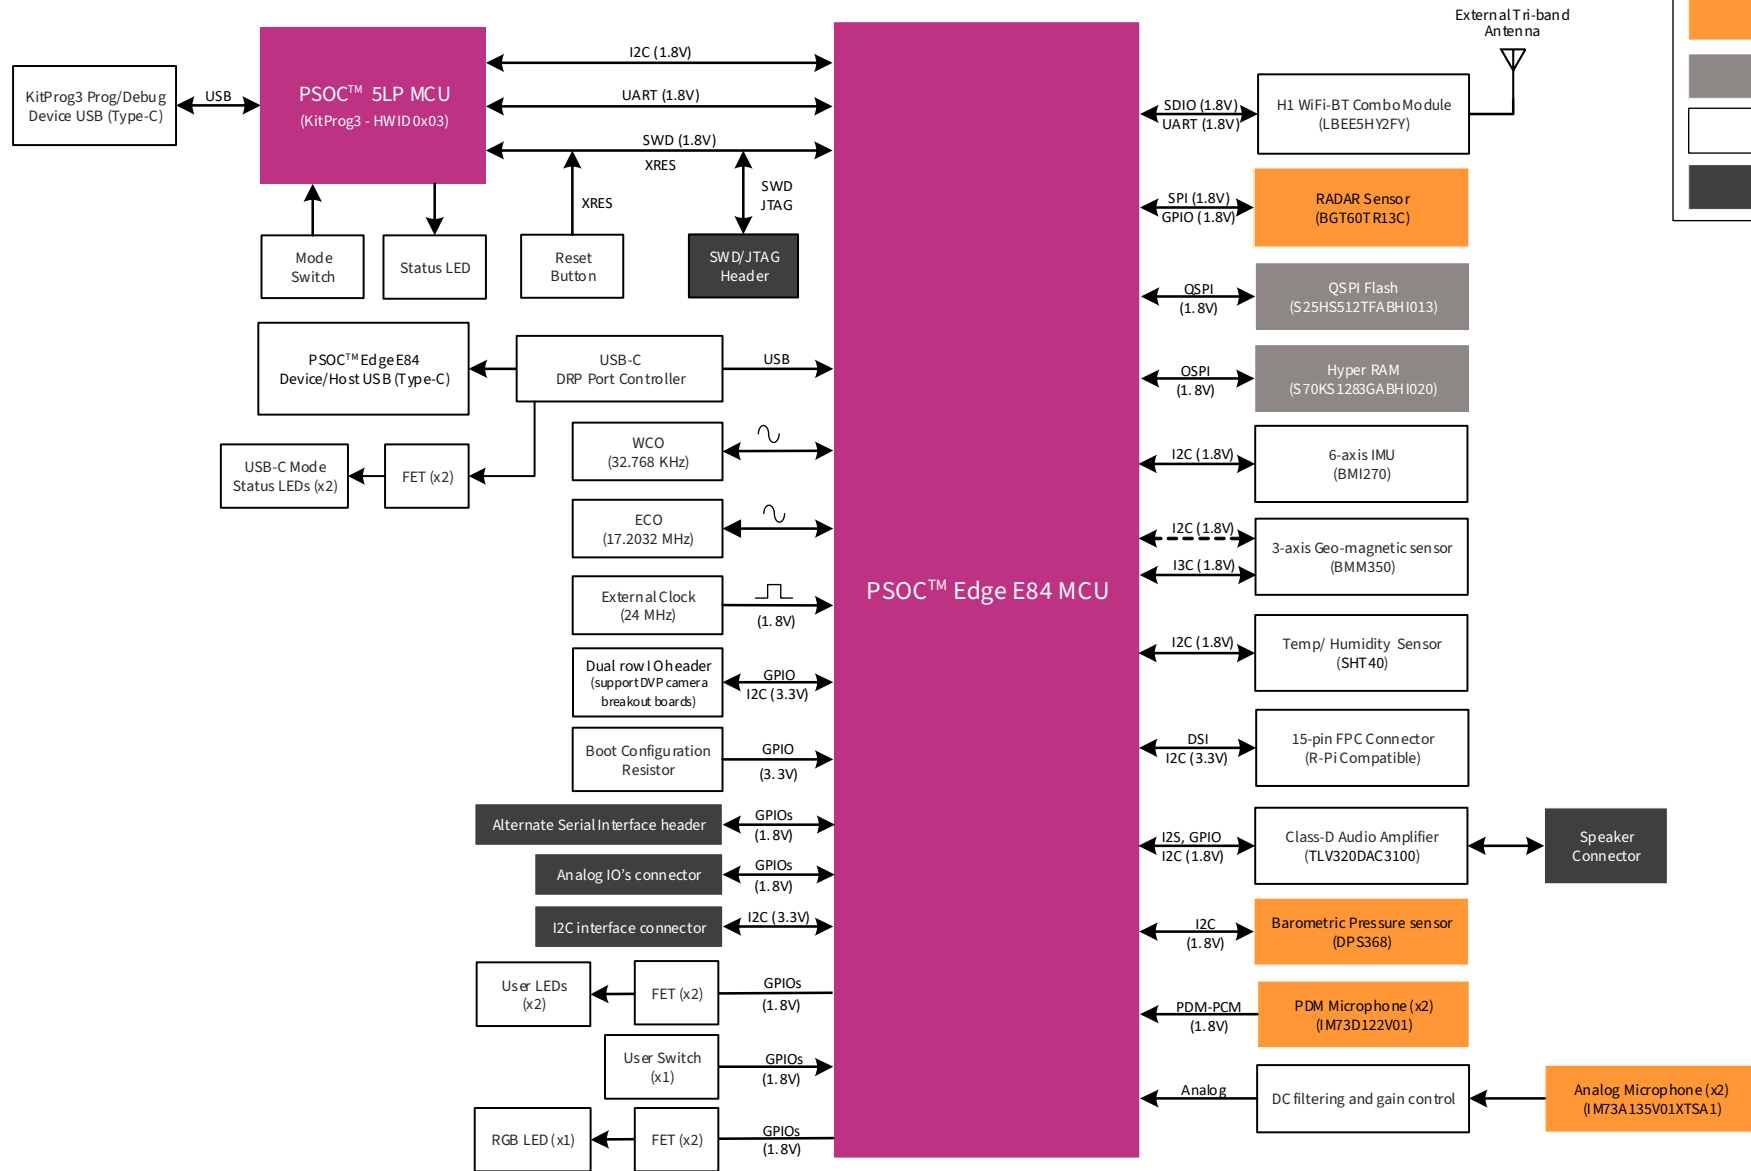 External Tri-band
Antenna
KitProg3 Prog/Debug
Device USB (Type-C)
USB
PSOC™ 5LP MCU
(KitProg3 - HWID 0x03)
I2C (1.8V)
UART (1.8V)
SWD (1.8V)
XRES
XRES
SWD
JTAG
Mode
Switch
Status LED
Reset
Button
SWD/JTAG
Header
PSOC™ Edge E84
Device/Host USB (Type-C)
USB-C
DRP Port Controller
USB
USB-C Mode
Status LEDs (x2)
FET (x2)
WCO
(32.768 KHz)
ECO
(17.2032 MHz)
External Clock
(24 MHz)
(1.8V)
Dual row IO header
(support DVP camera
breakout boards)
GPIO
I2C (3.3V)
Boot Configuration
Resistor
GPIO
(3.3V)
Alternate Serial Interface header
GPIOs
(1.8V)
Analog IO's connector
GPIOs
(1.8V)
I2C interface connector
I2C (3.3V)
User LEDs
(x2)
FET (x2)
GPIOs
(1.8V)
User Switch
(x1)
GPIOs
(1.8V)
RGB LED (x1)
FET (x2)
GPIOs
(1.8V)
PSOC™ Edge E84 MCU
SDIO (1.8V)
UART (1.8V)
H1 WiFi-BT Combo Module
(LBEE5HY2FY)
SPI (1.8V)
GPIO (1.8V)
RADAR Sensor
(BGT60TR13C)
QSPI
(1.8V)
QSPI Flash
(S25HS512TFABHI013)
OSPI
(1.8V)
Hyper RAM
(S70KS1283GABHI020)
I2C (1.8V)
6-axis IMU
(BMI270)
I2C (1.8V)
I3C (1.8V)
3-axis Geo-magnetic sensor
(BMM350)
I2C (1.8V)
Temp/ Humidity Sensor
(SHT40)
DSI
I2C (3.3V)
15-pin FPC Connector
(R-Pi Compatible)
I2S, GPIO
I2C (1.8V)
Class-D Audio Amplifier
(TLV320DAC3100)
Speaker
Connector
I2C
(1.8V)
Barometric Pressure sensor
(DPS368)
PDM-PCM
(1.8V)
PDM Microphone (x2)
(IM73D122V01)
Analog
DC filtering and gain control
Analog Microphone (x2)
(IM73A135V01XTSA1)